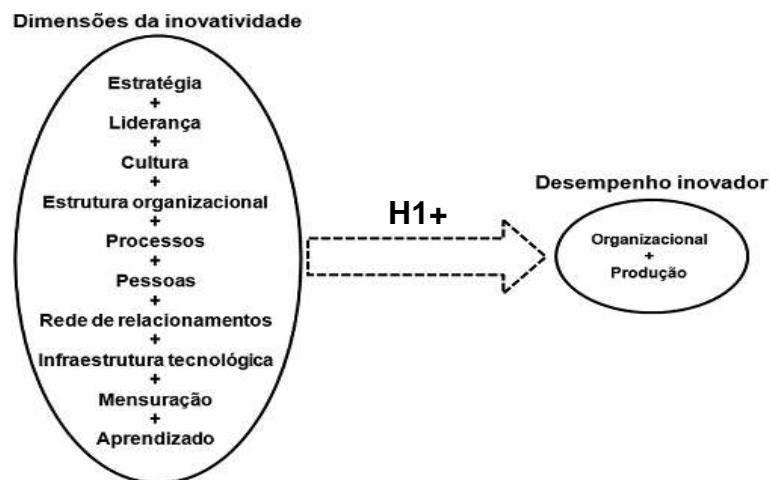 Dimensões da inovatividade
Estratégia
+
Liderança
+
Cultura
+
Estrutura organizacional
+
Processos
+
Pessoas
+
Rede de relacionamentos
+
Infraestrutura tecnológica
+
Mensuração
+
Aprendizado
H1+
Desempenho inovador
Organizacional
+
Produção